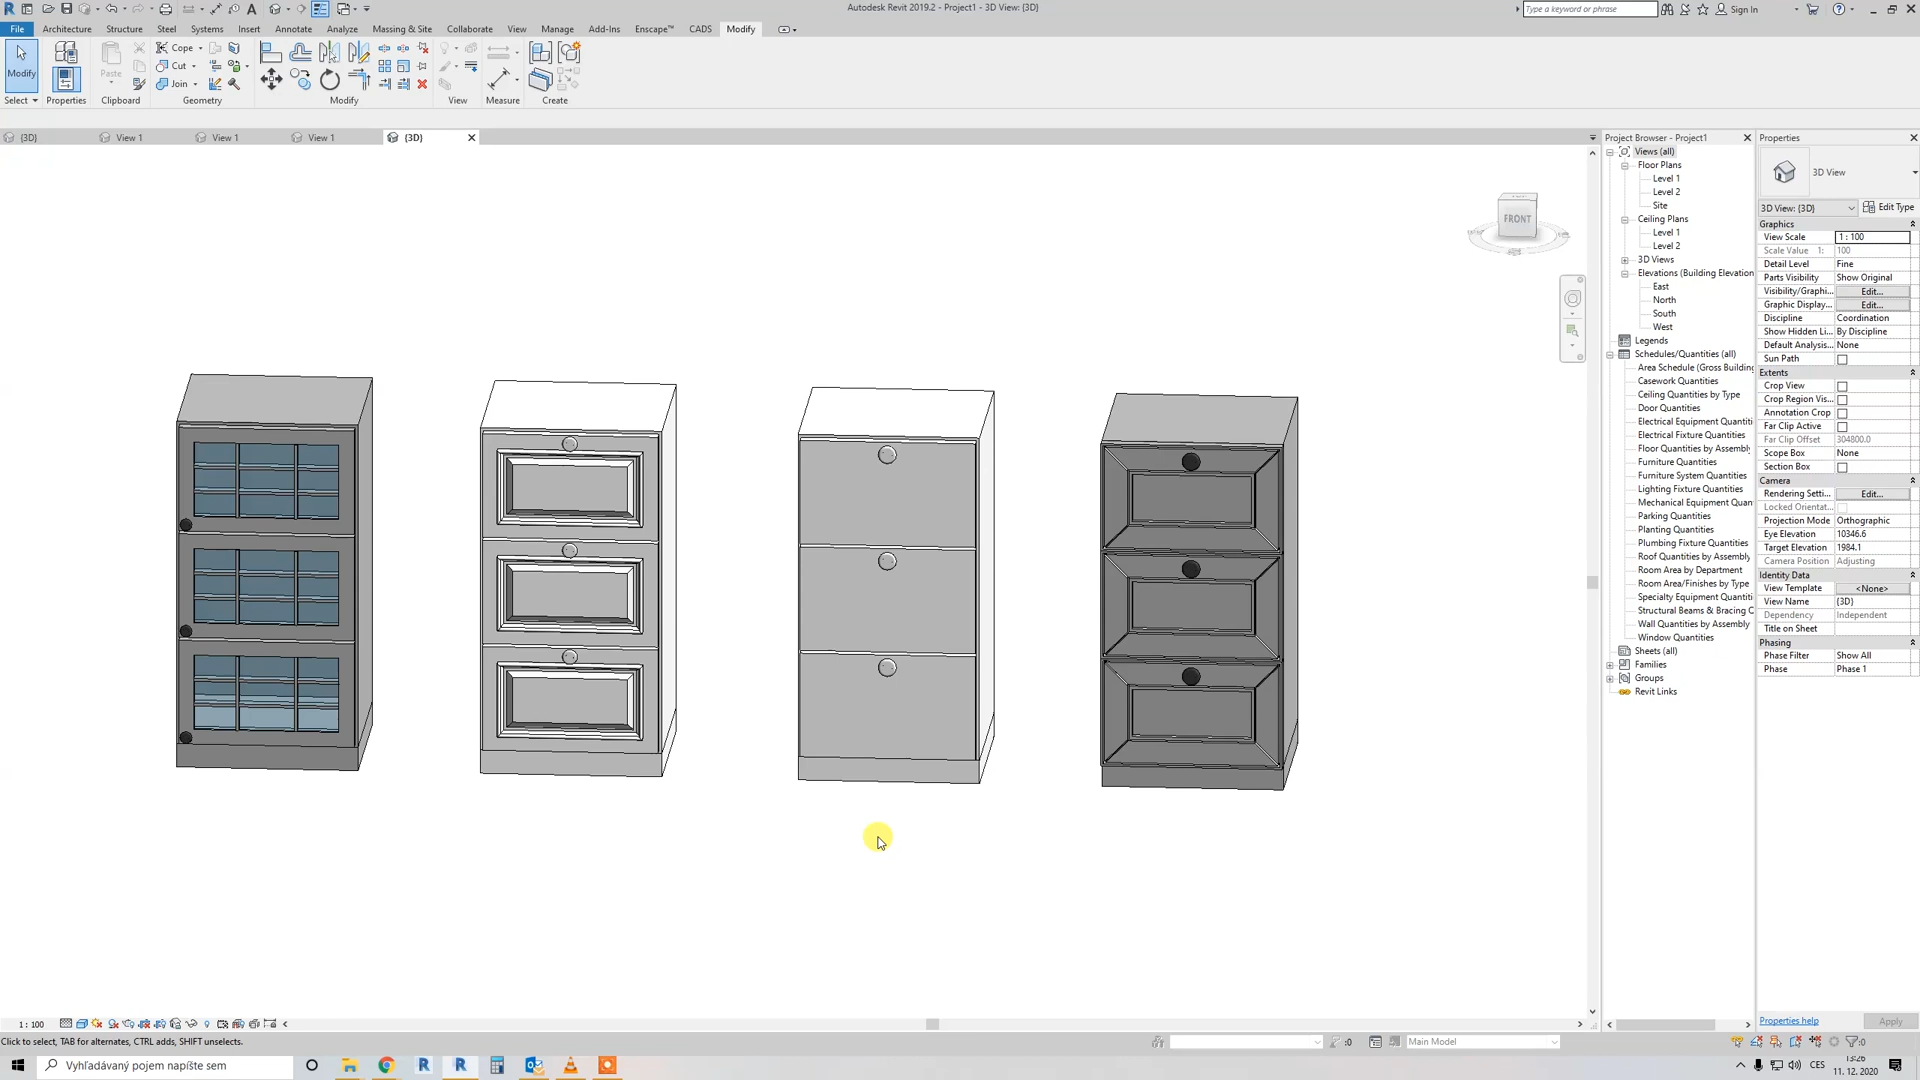 Autodesk Revit 2019.2 - Project1 - 3D View: {3D}
Type a keyword or phrase
Sign In
File Architecture Structure Steel Systems Insert Annotate Analyze Massing & Site Collaborate View Manage Add-Ins Enscape™ CADS Modify
Modify
Paste
Cope
Cut
Join
Select Properties Clipboard Geometry Modify View Measure Create
{3D} View 1 View 1 View 1 {3D}
FRONT
Project Browser - Project1
Views (all)
Floor Plans
Level 1
Level 2
Site
Ceiling Plans
Level 1
Level 2
3D Views
Elevations (Building Elevation
East
North
South
West
Legends
Schedules/Quantities (all)
Area Schedule (Gross Building
Casework Quantities
Ceiling Quantities by Type
Door Quantities
Electrical Equipment Quanti
Electrical Fixture Quantities
Floor Quantities by Assembly
Furniture Quantities
Furniture System Quantities
Lighting Fixture Quantities
Mechanical Equipment Quan
Parking Quantities
Planting Quantities
Plumbing Fixture Quantities
Roof Quantities by Assembly
Room Area by Department
Room Area/Finishes by Type
Specialty Equipment Quanti
Structural Beams & Bracing C
Wall Quantities by Assembly
Window Quantities
Sheets (all)
Families
Groups
Revit Links
Properties
3D View
3D View: {3D} Edit Type
Graphics
View Scale 1 : 100
Scale Value 1: 100
Detail Level Fine
Parts Visibility Show Original
Visibility/Graphi... Edit...
Graphic Display... Edit...
Discipline Coordination
Show Hidden Li... By Discipline
Default Analysis... None
Sun Path
Extents
Crop View
Crop Region Vis...
Annotation Crop
Far Clip Active
Far Clip Offset 304800.0
Scope Box None
Section Box
Camera
Rendering Setti... Edit...
Locked Orientat...
Projection Mode Orthographic
Eye Elevation 10346.6
Target Elevation 1984.1
Camera Position Adjusting
Identity Data
View Template <None>
View Name {3D}
Dependency Independent
Title on Sheet
Phasing
Phase Filter Show All
Phase Phase 1
Properties help Apply
1 : 100
Click to select, TAB for alternates, CTRL adds, SHIFT unselects.
:0 Main Model :0
Vyhľadávaný pojem napíšte sem
CES
13:26
11. 12. 2020